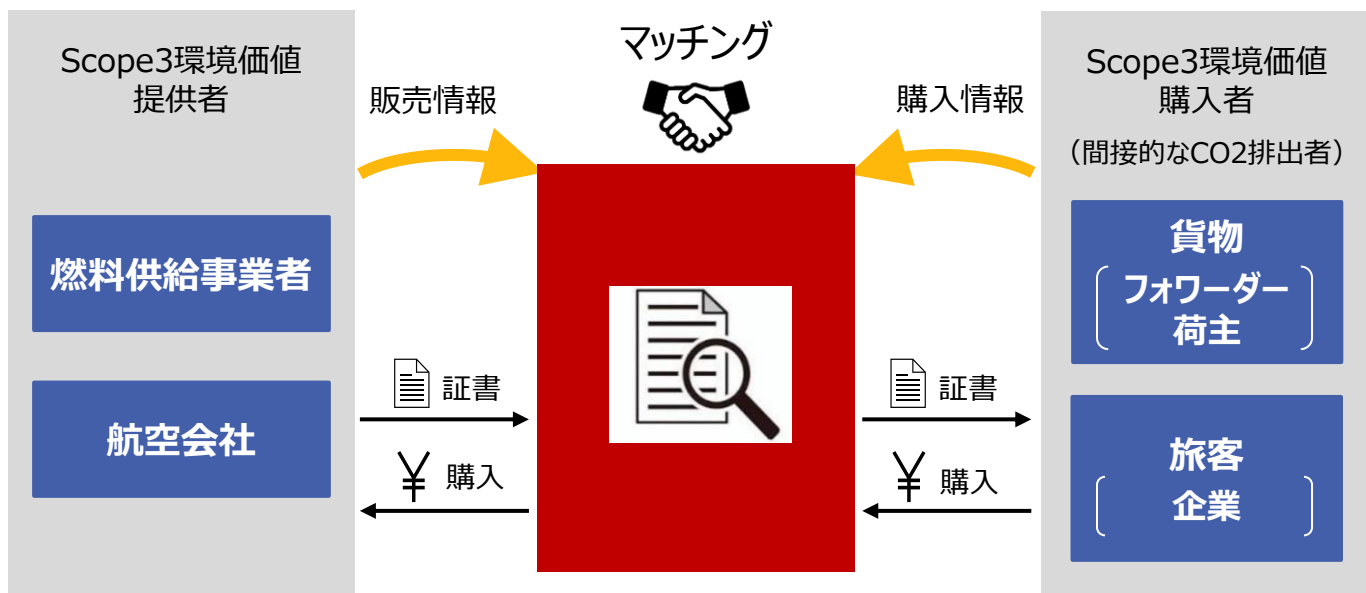 Scope3環境価値
提供者
燃料供給事業者
航空会社
販売情報
マッチング
購入情報
証書
¥ 購入
証書
¥ 購入
Scope3環境価値
購入者
（間接的なCO2排出者）
貨物
フォワーダー
荷主
旅客
企業